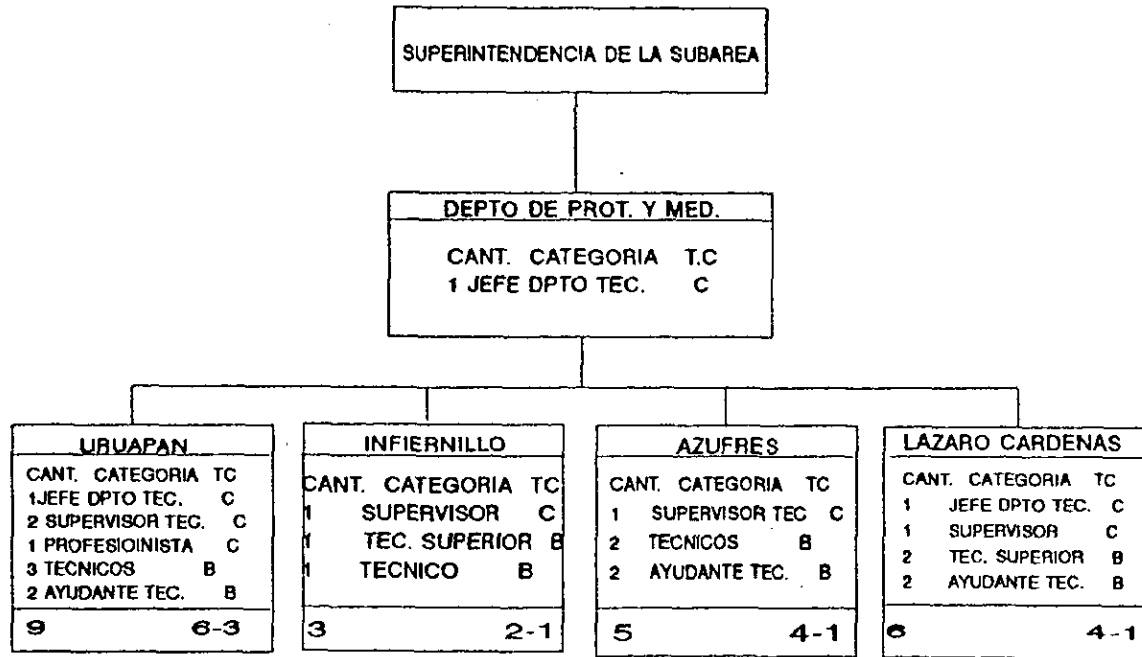 SUPERINTENDENCIA DE LA SUBAREA
DEPTO DE PROT. Y MED.
CANT. CATEGORIA T.C
1 JEFE DPTO TEC. C
URUAPAN
CANT. CATEGORIA TC
1JEFE DPTO TEC. C
2 SUPERVISOR TEC. C
1 PROFESIOINISTA C
3 TECNICOS B
2 AYUDANTE TEC. B
9 6-3
INFIERNILLO
CANT. CATEGORIA TC
1 SUPERVISOR C
1 TEC. SUPERIOR B
1 TECNICO B
3 2-1
AZUFRES
CANT. CATEGORIA TC
1 SUPERVISOR TEC C
2 TECNICOS B
2 AYUDANTE TEC. B
5 4-1
LAZARO CARDENAS
CANT. CATEGORIA TC
1 JEFE DPTO TEC. C
1 SUPERVISOR C
2 TEC. SUPERIOR B
2 AYUDANTE TEC. B
6 4-1